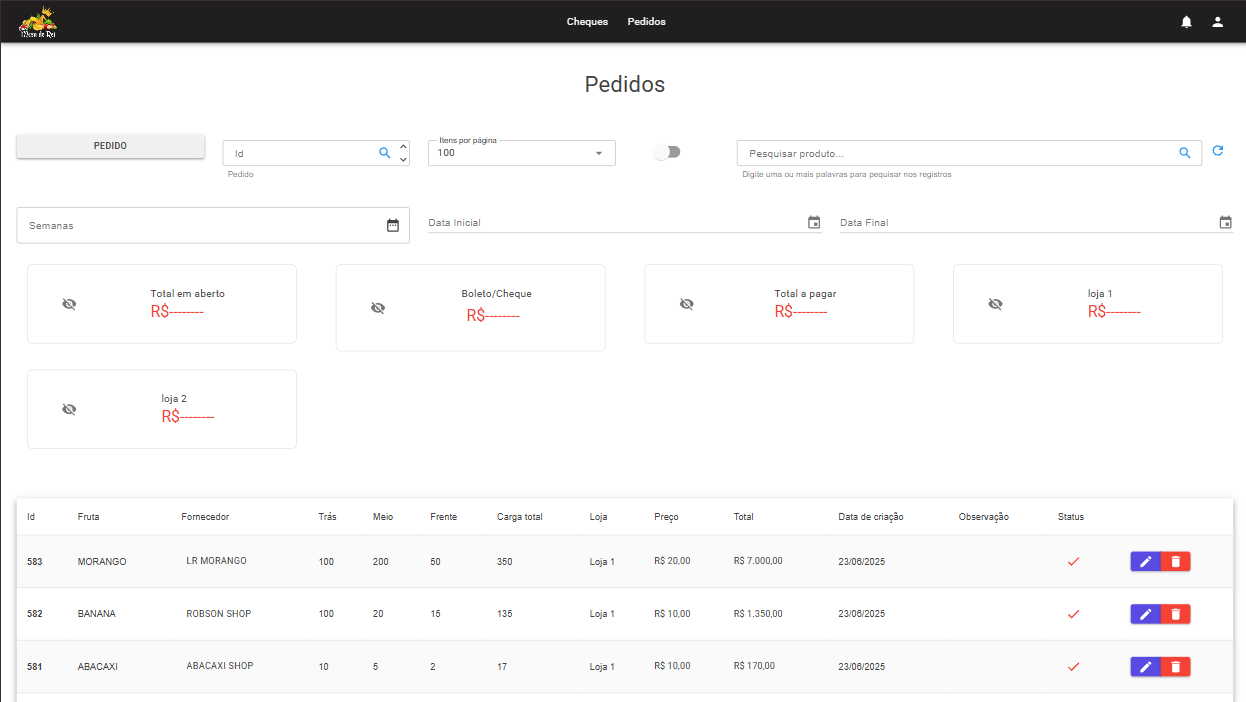 Mesa do Rei
Cheques Pedidos
Pedidos
PEDIDO
Id
Pedido
Itens por página
100
Pesquisar produto...
Digite uma ou mais palavras para pequisar nos registros
Semanas
Data Inicial
Data Final
Total em aberto
R$--------
Boleto/Cheque
R$--------
Total a pagar
R$--------
loja 1
R$--------
loja 2
R$--------
Id Fruta Fornecedor Trás Meio Frente Carga total Loja Preço Total Data de criação Observação Status
583 MORANGO LR MORANGO 100 200 50 350 Loja 1 R$ 20,00 R$ 7.000,00 23/06/2025
582 BANANA ROBSON SHOP 100 20 15 135 Loja 1 R$ 10,00 R$ 1.350,00 23/06/2025
581 ABACAXI ABACAXI SHOP 10 5 2 17 Loja 1 R$ 10,00 R$ 170,00 23/06/2025